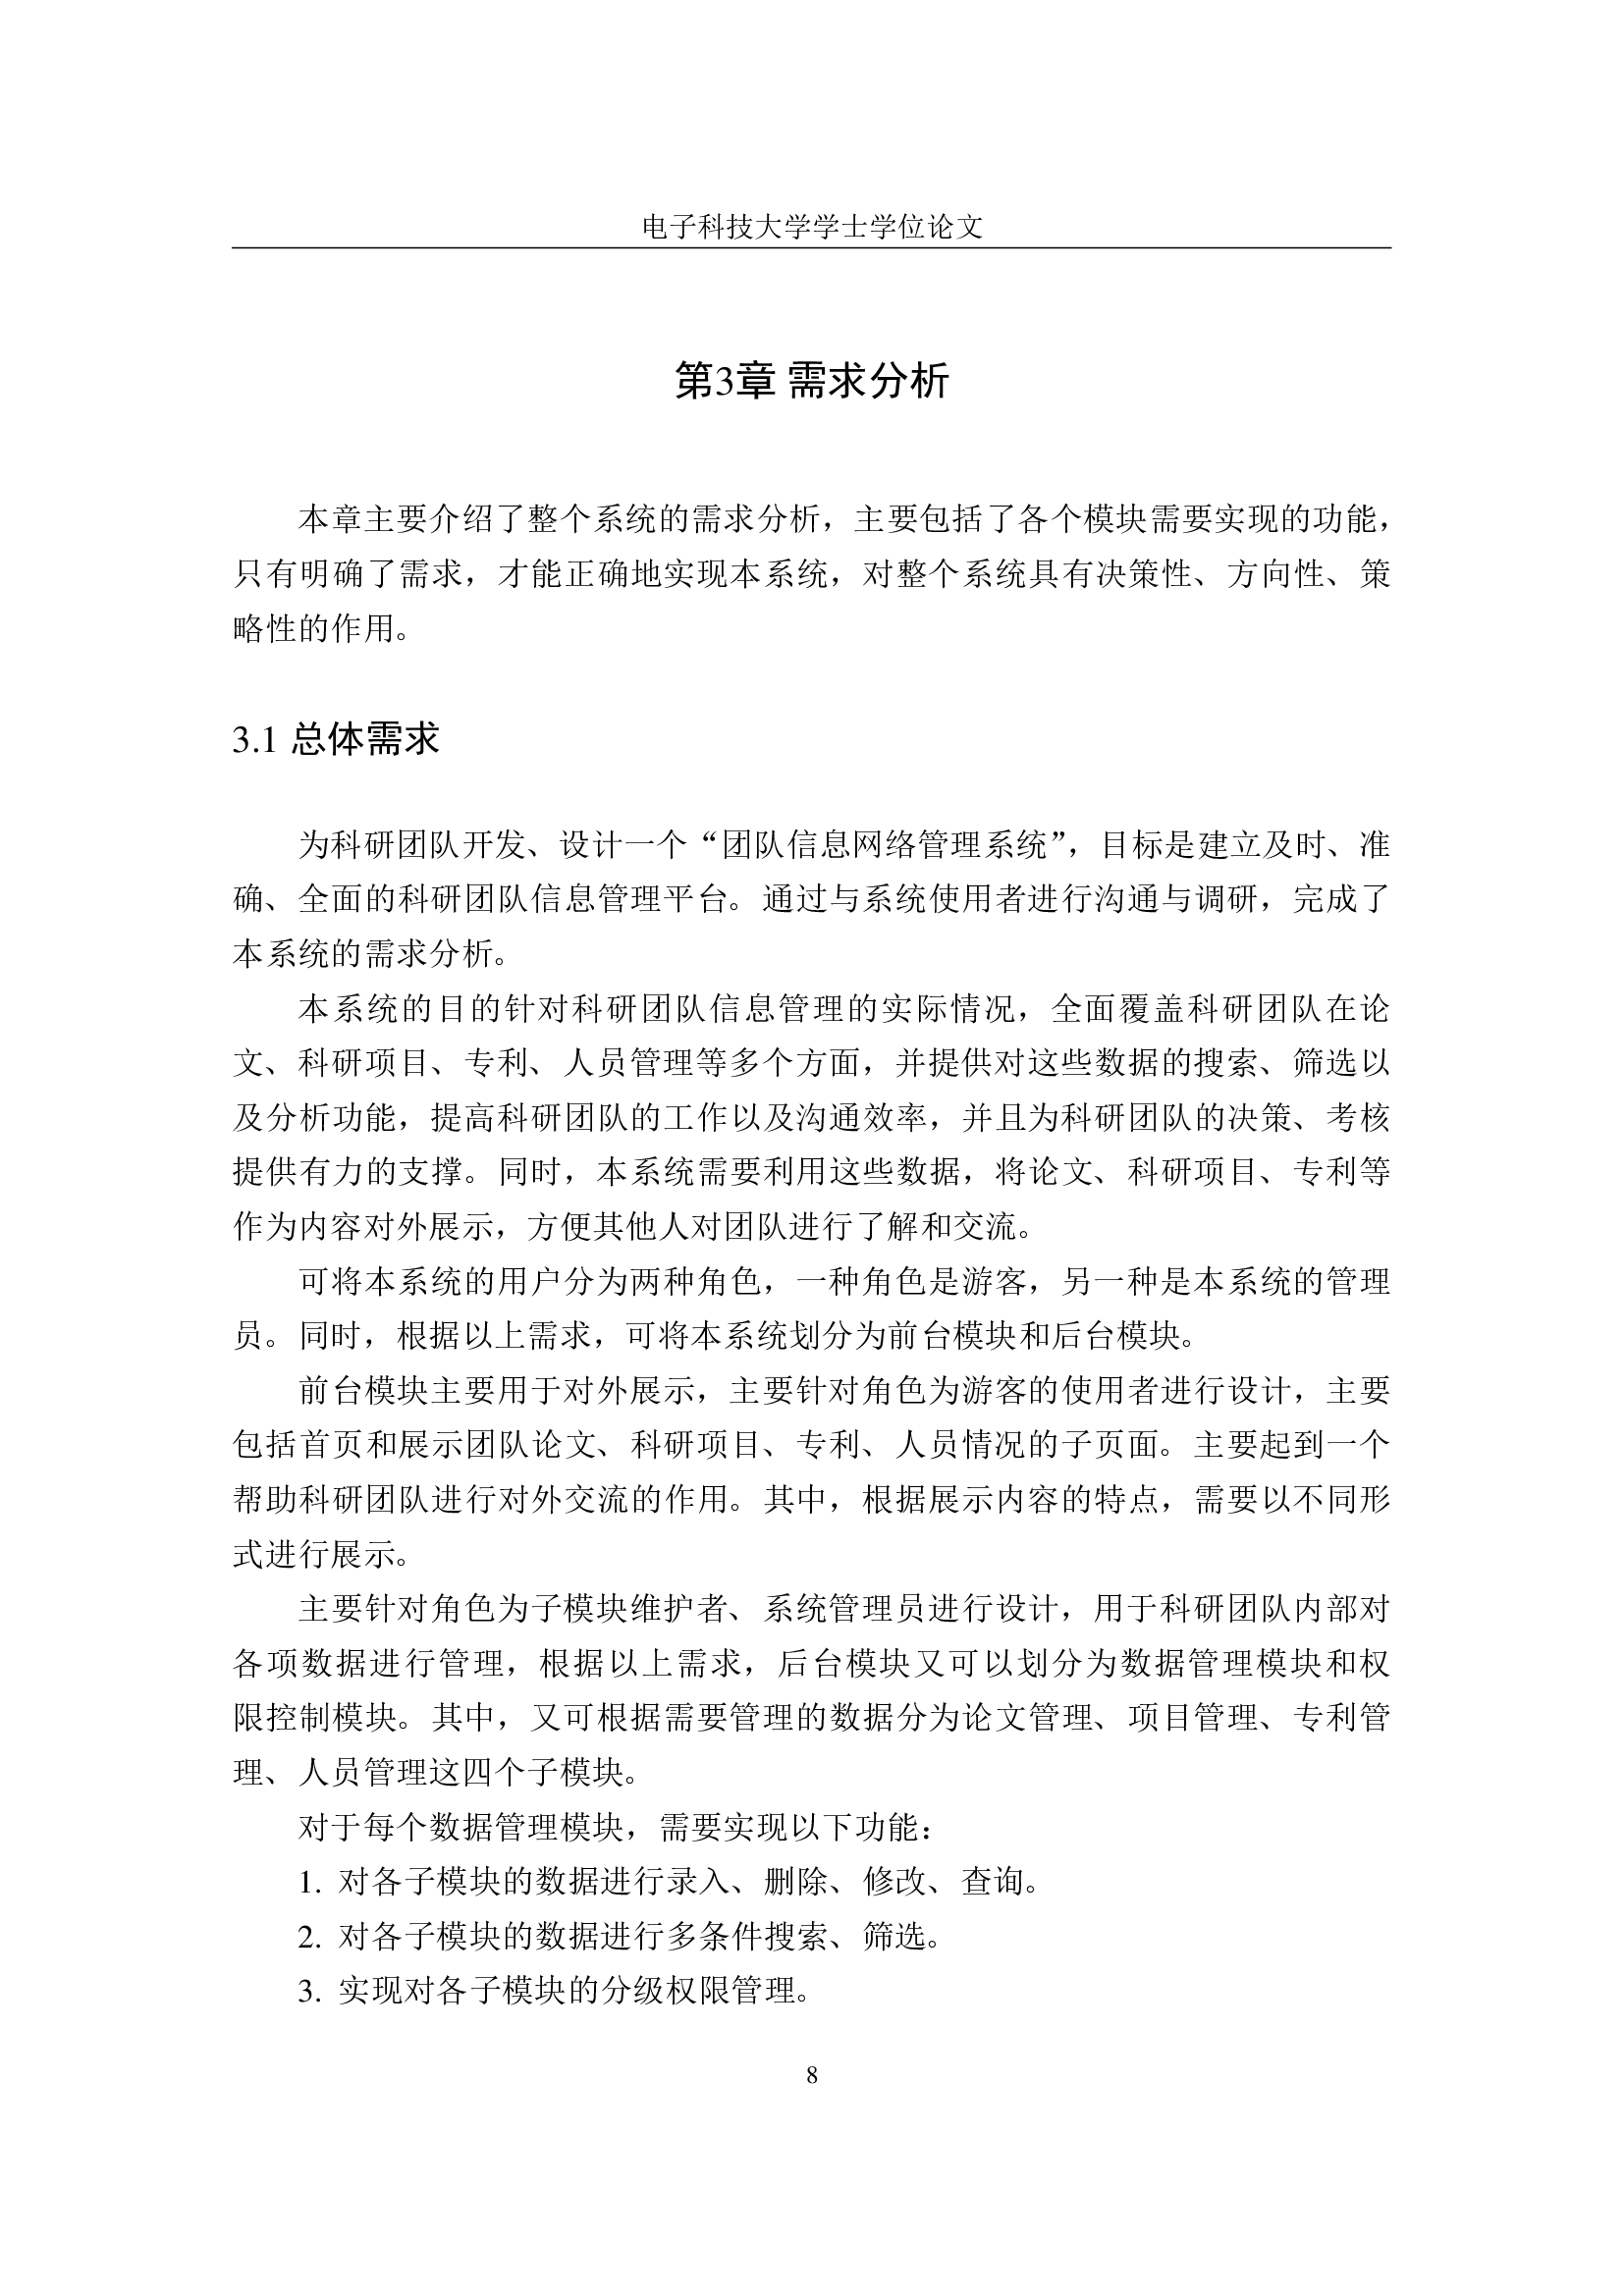 电子科技大学学士学位论文
第3章 需求分析
本章主要介绍了整个系统的需求分析，主要包括了各个模块需要实现的功能，
只有明确了需求，才能正确地实现本系统，对整个系统具有决策性、方向性、策
略性的作用。
3.1 总体需求
为科研团队开发、设计一个“团队信息网络管理系统”，目标是建立及时、准
确、全面的科研团队信息管理平台。通过与系统使用者进行沟通与调研，完成了
本系统的需求分析。
本系统的目的针对科研团队信息管理的实际情况，全面覆盖科研团队在论
文、科研项目、专利、人员管理等多个方面，并提供对这些数据的搜索、筛选以
及分析功能，提高科研团队的工作以及沟通效率，并且为科研团队的决策、考核
提供有力的支撑。同时，本系统需要利用这些数据，将论文、科研项目、专利等
作为内容对外展示，方便其他人对团队进行了解和交流。
可将本系统的用户分为两种角色，一种角色是游客，另一种是本系统的管理
员。同时，根据以上需求，可将本系统划分为前台模块和后台模块。
前台模块主要用于对外展示，主要针对角色为游客的使用者进行设计，主要
包括首页和展示团队论文、科研项目、专利、人员情况的子页面。主要起到一个
帮助科研团队进行对外交流的作用。其中，根据展示内容的特点，需要以不同形
式进行展示。
主要针对角色为子模块维护者、系统管理员进行设计，用于科研团队内部对
各项数据进行管理，根据以上需求，后台模块又可以划分为数据管理模块和权
限控制模块。其中，又可根据需要管理的数据分为论文管理、项目管理、专利管
理、人员管理这四个子模块。
对于每个数据管理模块，需要实现以下功能：
1. 对各子模块的数据进行录入、删除、修改、查询。
2. 对各子模块的数据进行多条件搜索、筛选。
3. 实现对各子模块的分级权限管理。
8